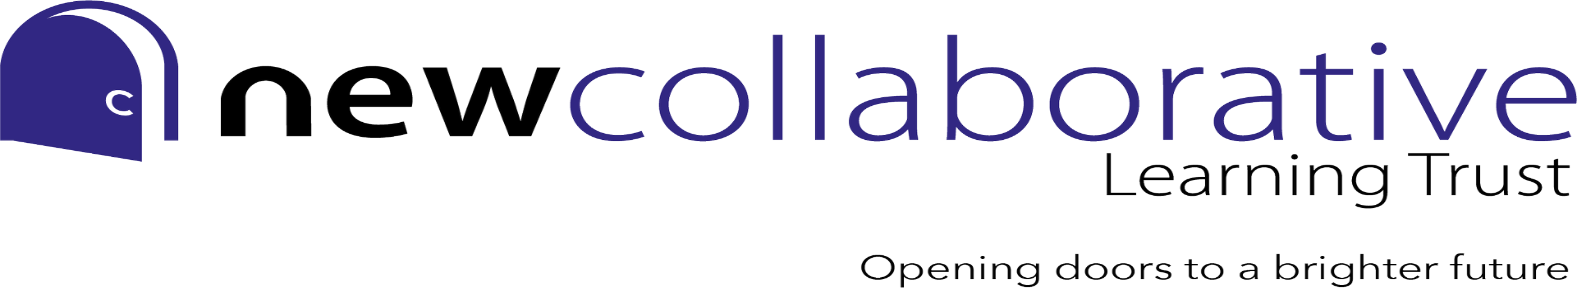 newcollaborative
Learning Trust
Opening doors to a brighter future